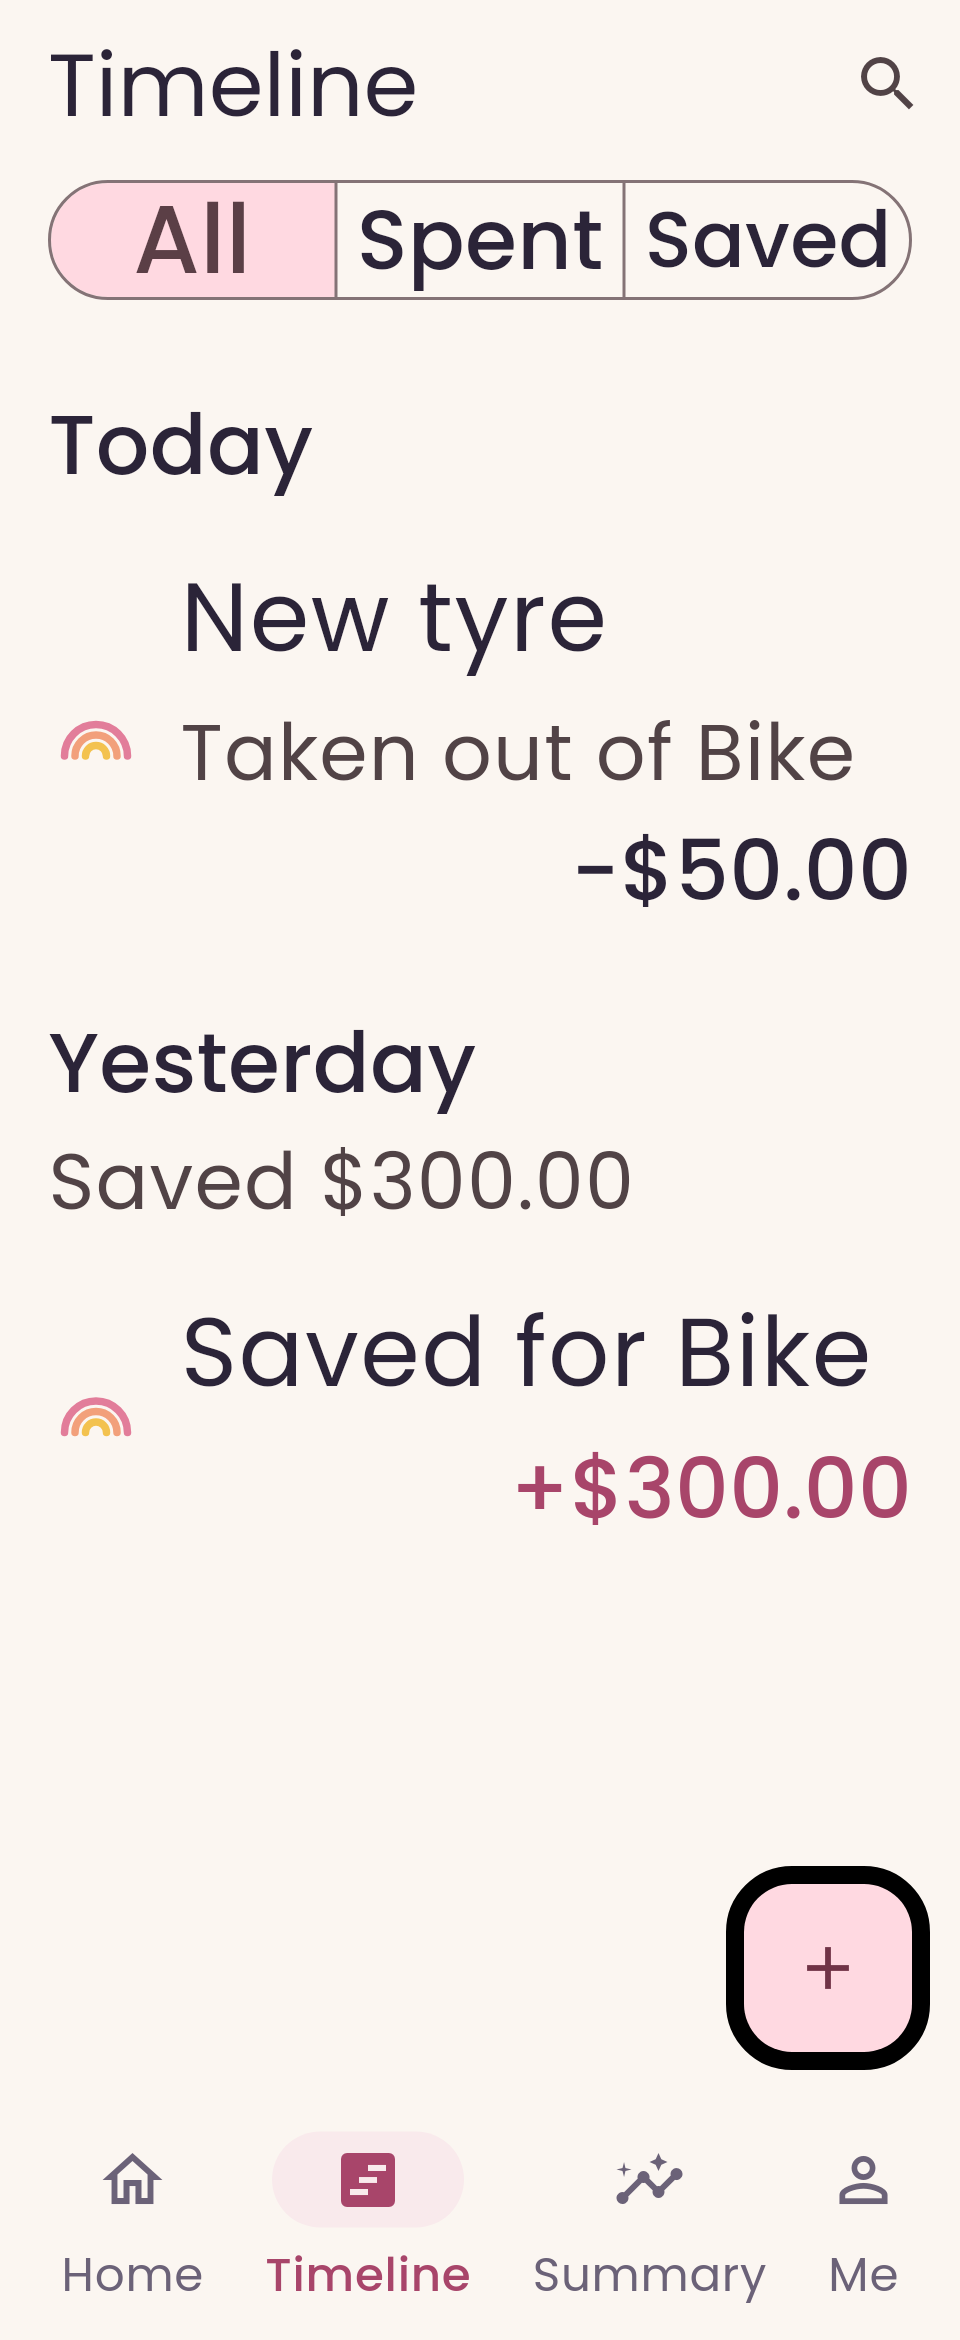 Timeline
All Spent Saved
Today
New tyre
Taken out of Bike
-$50.00
Yesterday
Saved $300.00
Saved for Bike
+$300.00
+
Home Timeline Summary Me